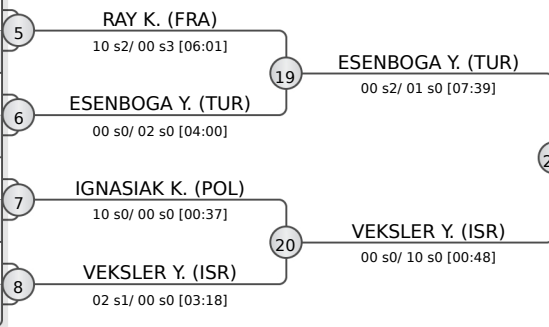 5
RAY K. (FRA)
10 s2/ 00 s3 [06:01]
19
ESENBOGA Y. (TUR)
00 s2/ 01 s0 [07:39]
6
ESENBOGA Y. (TUR)
00 s0/ 02 s0 [04:00]
7
IGNASIAK K. (POL)
10 s0/ 00 s0 [00:37]
20
VEKSLER Y. (ISR)
00 s0/ 10 s0 [00:48]
8
VEKSLER Y. (ISR)
02 s1/ 00 s0 [03:18]